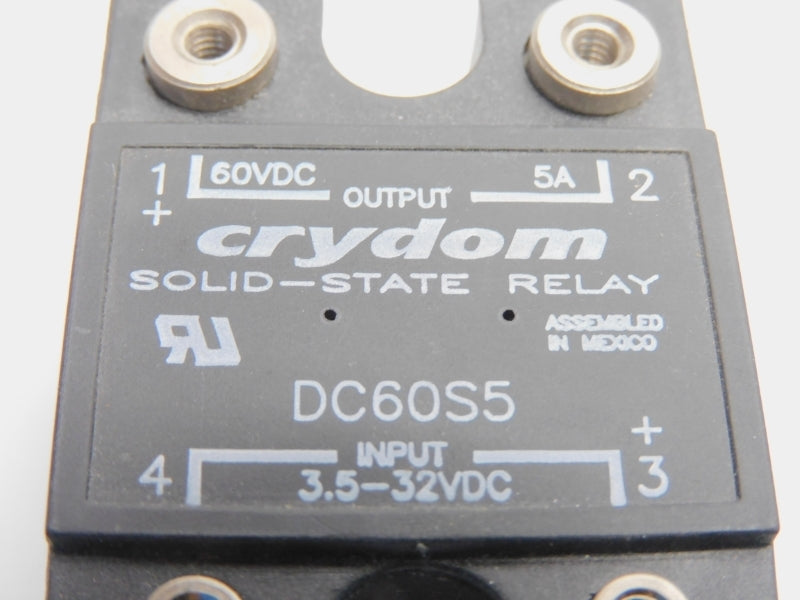 1 60VDC 5A 2
+ OUTPUT
crydom
SOLID-STATE RELAY
RU ASSEMBLED
IN MEXICO
DC60S5
+
4 INPUT 3
3.5-32VDC